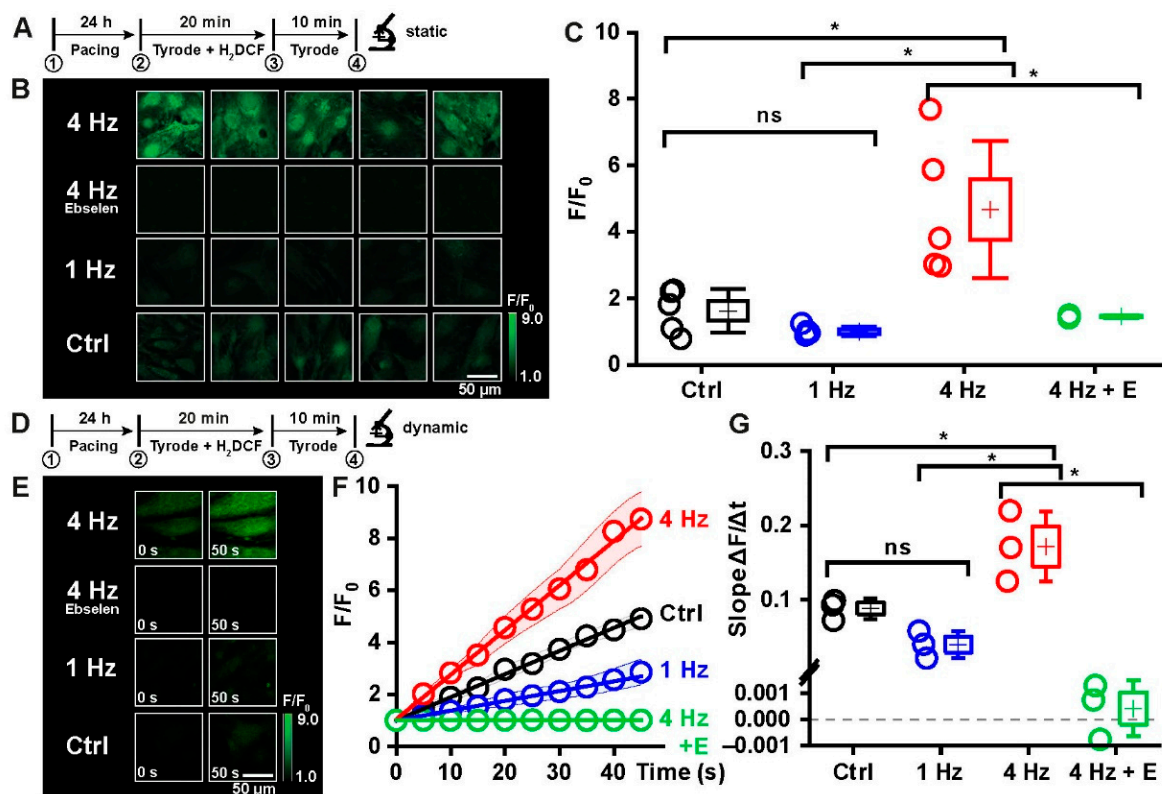 A
24 h
20 min
10 min
Pacing
Tyrode + H₂DCF
Tyrode
static
1
2
3
4
B
4 Hz
4 Hz
Ebselen
1 Hz
Ctrl
F/F₀
9.0
1.0
50 µm
C
10
8
6
4
2
0
F/F₀
*
*
*
ns
Ctrl
1 Hz
4 Hz
4 Hz + E
D
24 h
20 min
10 min
Pacing
Tyrode + H₂DCF
Tyrode
dynamic
1
2
3
4
E
4 Hz
0 s
50 s
4 Hz
Ebselen
0 s
50 s
1 Hz
0 s
50 s
Ctrl
0 s
50 s
F/F₀
9.0
1.0
50 µm
F
10
8
6
4
2
0
F/F₀
4 Hz
Ctrl
1 Hz
4 Hz
+E
0
10
20
30
40
Time (s)
G
0.3
0.2
0.1
0.001
0.000
−0.001
Slope ΔF/Δt
*
*
*
ns
Ctrl
1 Hz
4 Hz
4 Hz + E